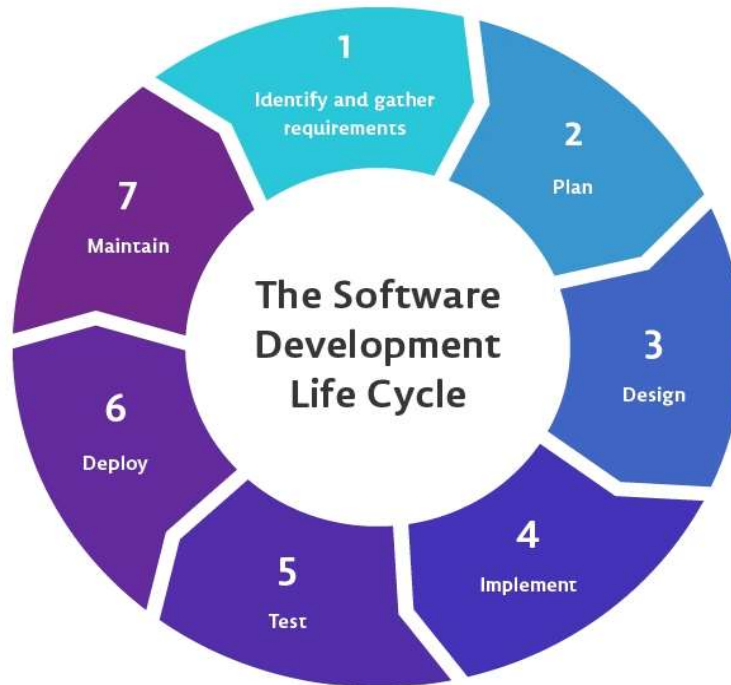 The Software
Development
Life Cycle
1
Identify and gather
requirements
2
Plan
3
Design
4
Implement
5
Test
6
Deploy
7
Maintain